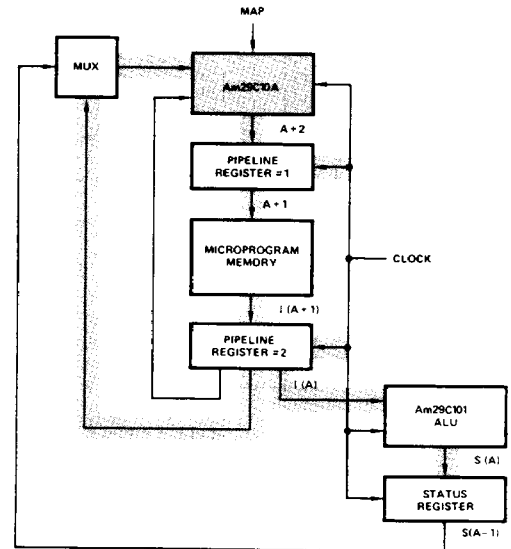 MAP
MUX
Am29C10A
A+2
PIPELINE
REGISTER =1
A+1
MICROPROGRAM
MEMORY
CLOCK
I (A+1)
PIPELINE
REGISTER =2
I (A)
Am29C101
ALU
S (A)
STATUS
REGISTER
S(A-1)